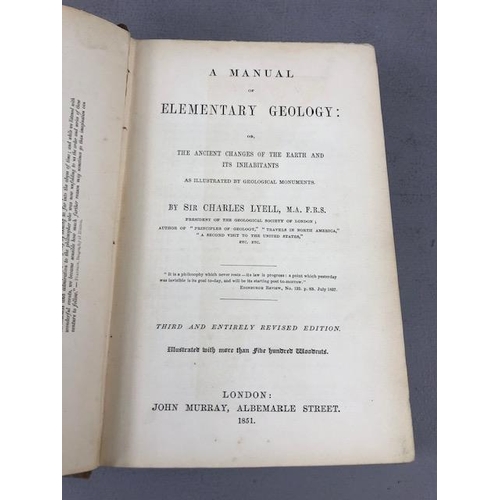 A MANUAL
OF
ELEMENTARY GEOLOGY:
OR,
THE ANCIENT CHANGES OF THE EARTH AND
ITS INHABITANTS
AS ILLUSTRATED BY GEOLOGICAL MONUMENTS.
BY SIR CHARLES LYELL, M.A. F.R.S.
PRESIDENT OF THE GEOLOGICAL SOCIETY OF LONDON;
AUTHOR OF "PRINCIPLES OF GEOLOGY," "TRAVELS IN NORTH AMERICA,"
"A SECOND VISIT TO THE UNITED STATES,"
ETC. ETC.
"It is a philosophy which never rests—its law is progress: a point which yesterday
was invisible is its goal to-day, and will be its starting post to-morrow."
EDINBURGH REVIEW, No. 132. p. 83. July 1837.
THIRD AND ENTIRELY REVISED EDITION.
Illustrated with more than Five hundred Woodcuts.
LONDON:
JOHN MURRAY, ALBEMARLE STREET.
1851.